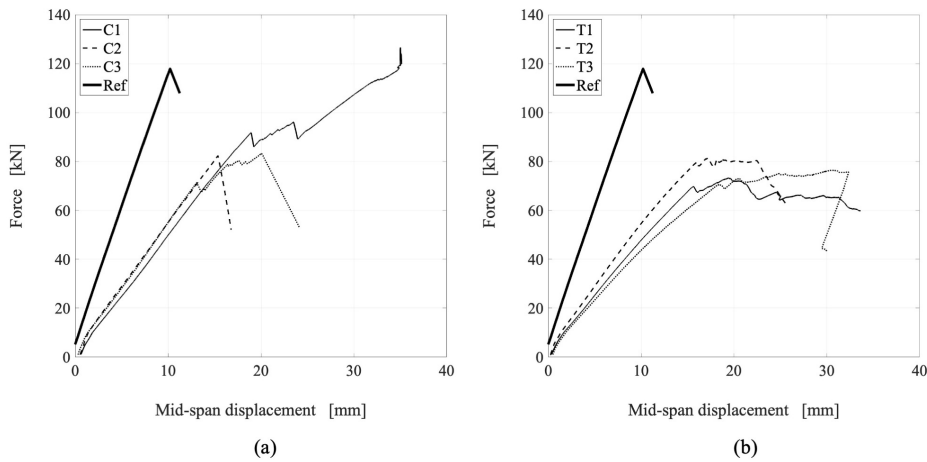 140
120
100
80
60
40
20
0
C1
C2
C3
Ref
Force [kN]
0 10 20 30 40
Mid-span displacement [mm]
(a)
140
120
100
80
60
40
20
0
T1
T2
T3
Ref
Force [kN]
0 10 20 30 40
Mid-span displacement [mm]
(b)